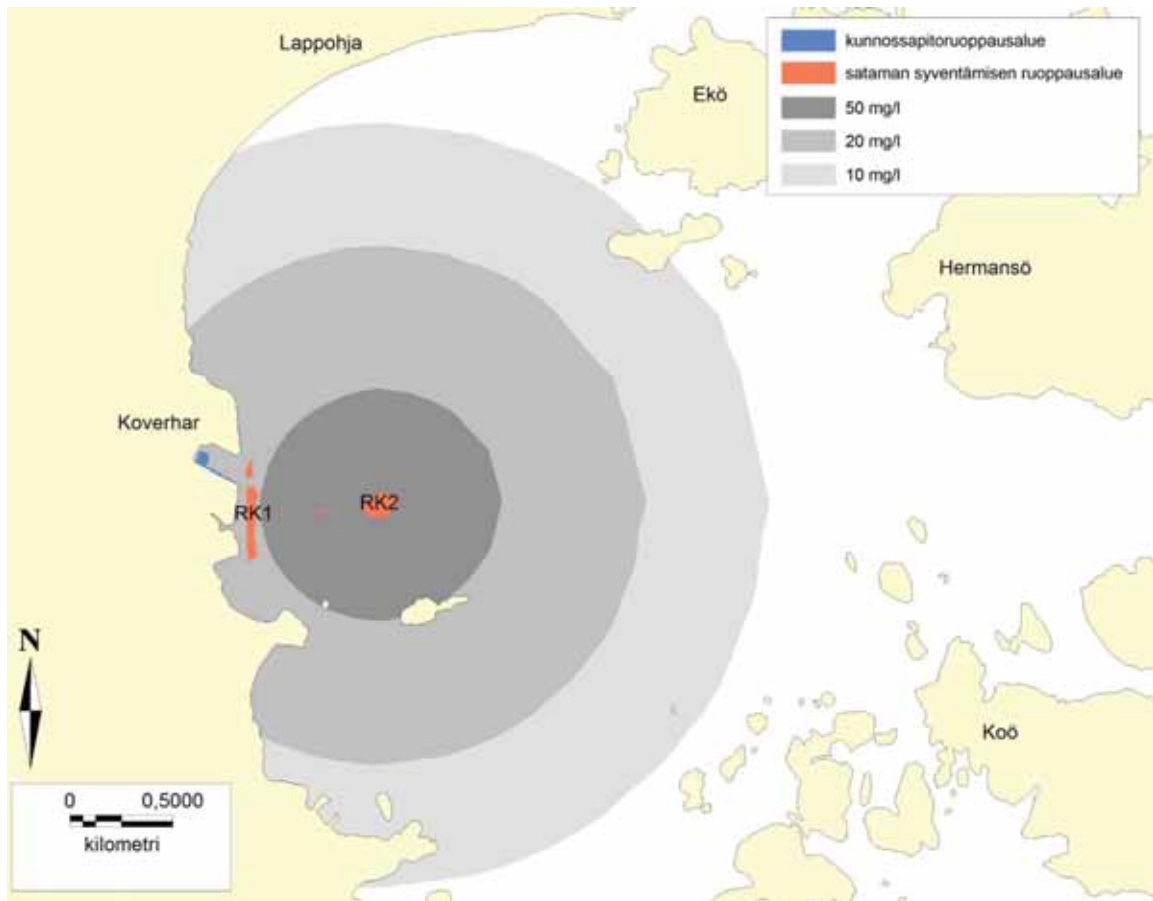 Lappohja
Ekö
Hermansö
Koverhar
RK1
RK2
Koö
N
0 0,5000
kilometri
kunnossapitoruoppausalue
sataman syventämisen ruoppausalue
50 mg/l
20 mg/l
10 mg/l